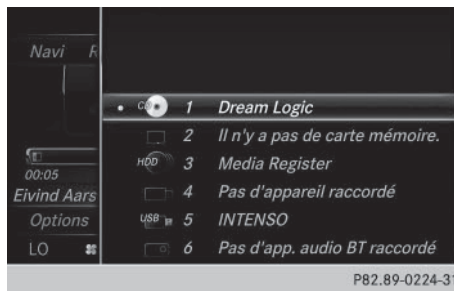 Navi R
CD 1 Dream Logic
2 Il n'y a pas de carte mémoire.
HDD 3 Media Register
00:05
4 Pas d'appareil raccordé
Eivind Aars
USB 5 INTENSO
Options
6 Pas d'app. audio BT raccordé
LO
P82.89-0224-31